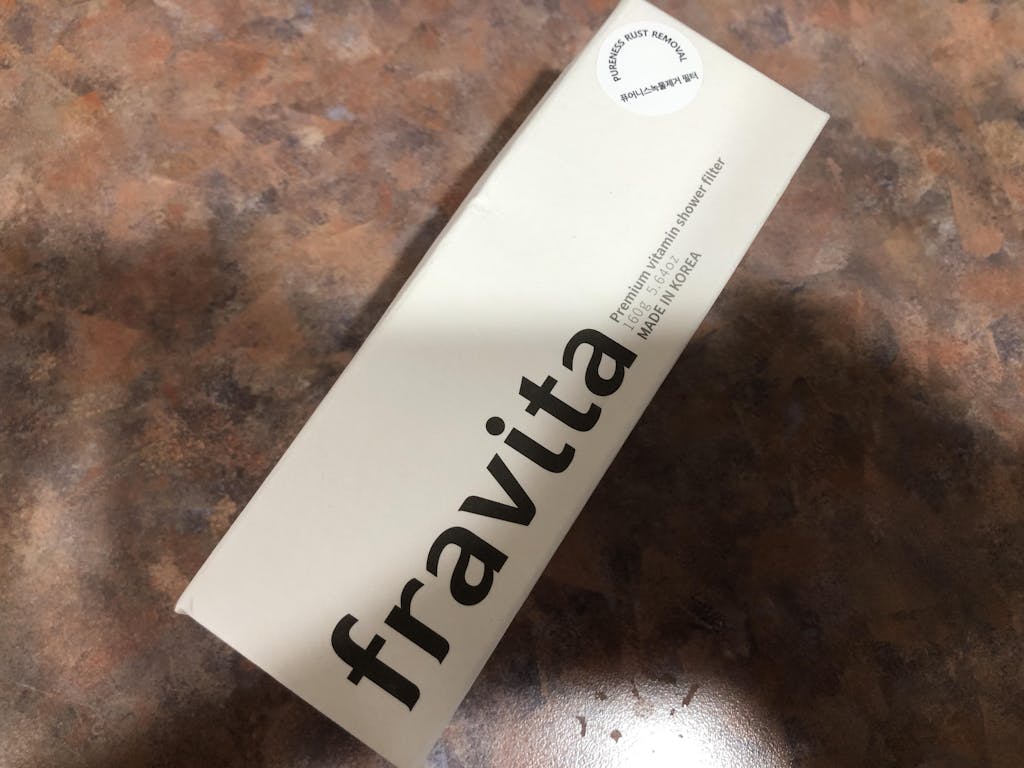 PURENESS RUST REMOVAL
퓨어니스녹물제거 필터
Premium vitamin shower filter
160g 5.64oz
MADE IN KOREA
fravita